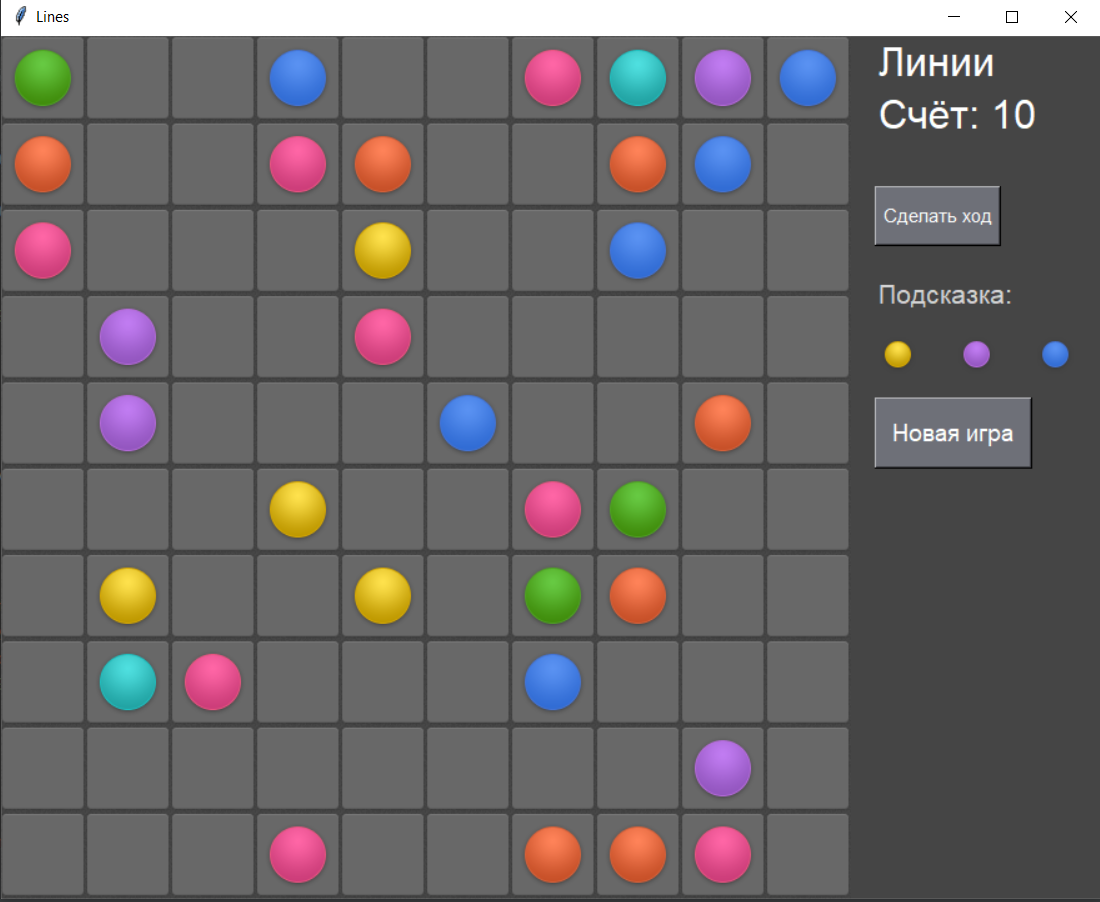 Lines
Линии
Счёт: 10
Сделать ход
Подсказка:
Новая игра